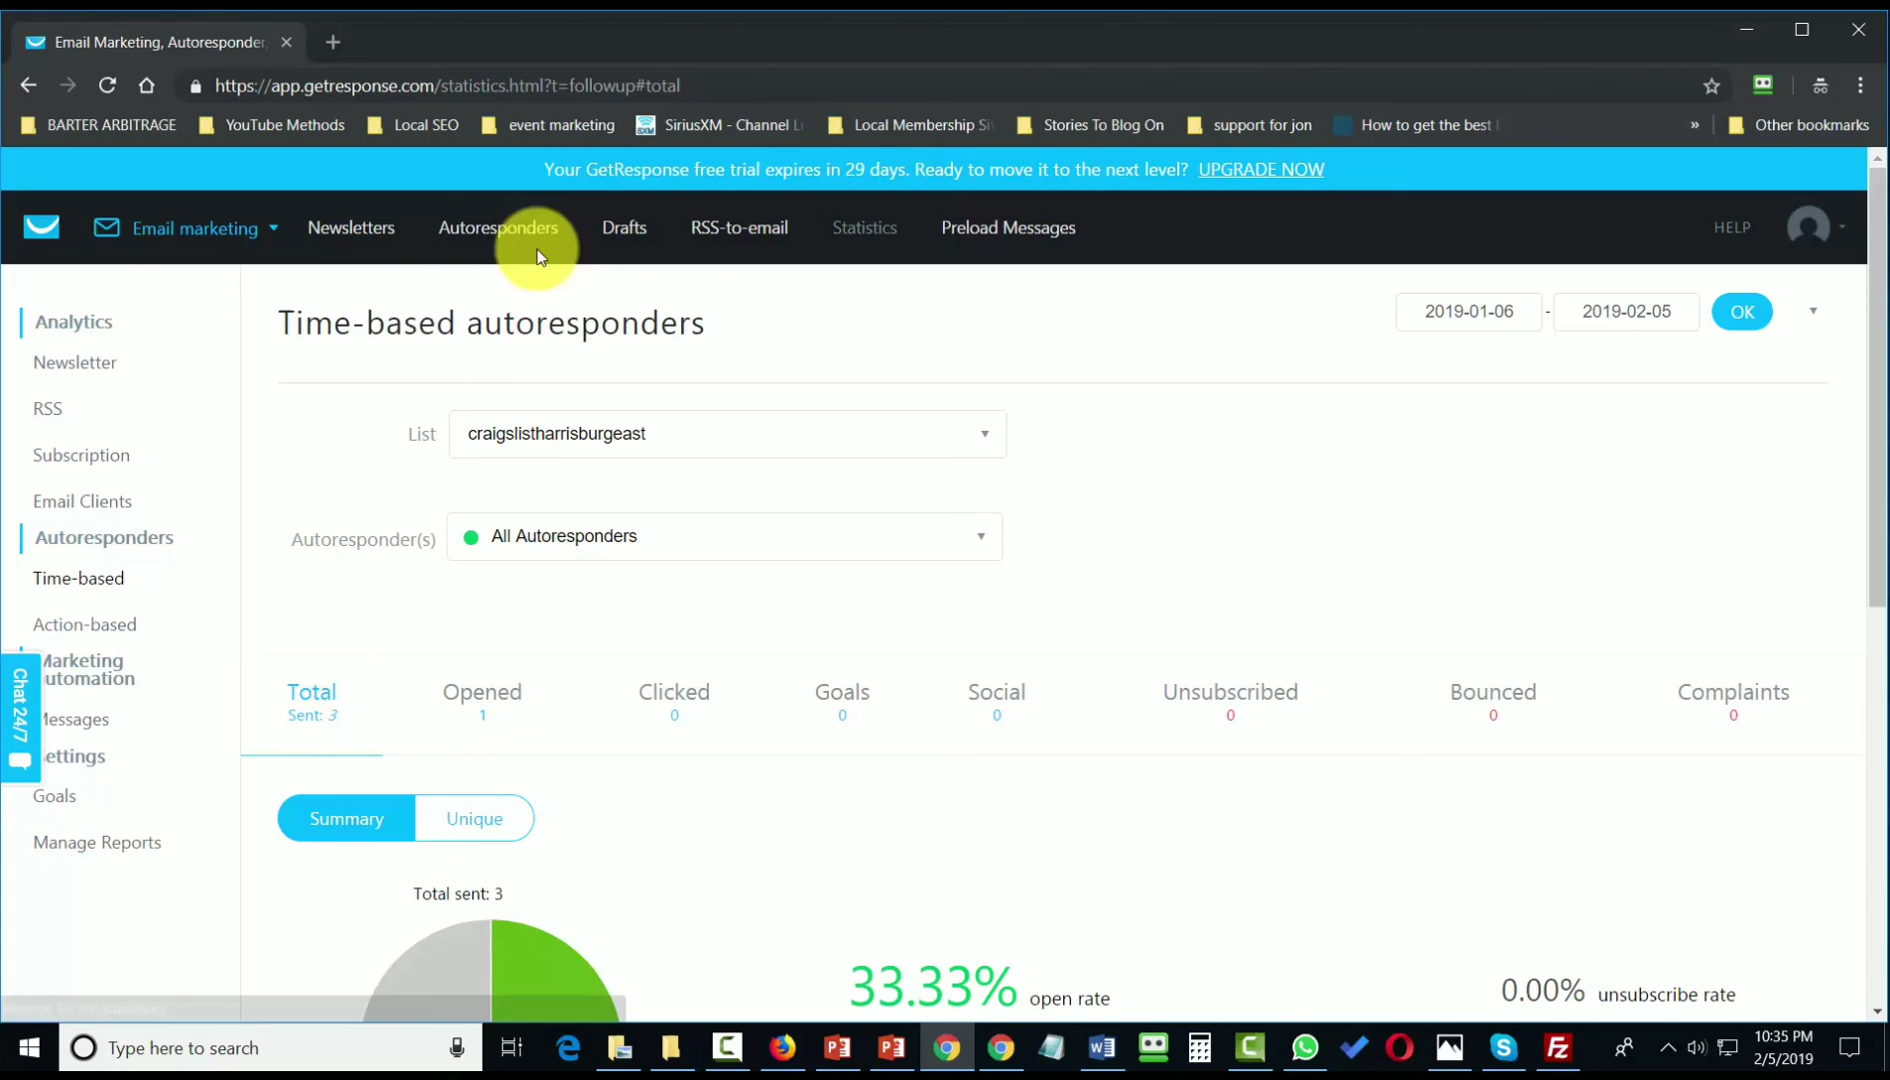 Email Marketing, Autoresponder,
https://app.getresponse.com/statistics.html?t=followup#total
BARTER ARBITRAGE YouTube Methods Local SEO event marketing SiriusXM - Channel Li Local Membership Si Stories To Blog On support for jon How to get the best » Other bookmarks
Your GetResponse free trial expires in 29 days. Ready to move it to the next level? UPGRADE NOW
Email marketing Newsletters Autoresponders Drafts RSS-to-email Statistics Preload Messages HELP
Analytics
Newsletter
RSS
Subscription
Email Clients
Autoresponders
Time-based
Action-based
Marketing
utomation
Messages
ettings
Goals
Manage Reports
Chat 24/7
Time-based autoresponders
2019-01-06 - 2019-02-05 OK
List craigslistharrisburgeast
Autoresponder(s) All Autoresponders
Total Opened Clicked Goals Social Unsubscribed Bounced Complaints
Sent: 3 1 0 0 0 0 0 0
Summary Unique
Total sent: 3
33.33% open rate
0.00% unsubscribe rate
Type here to search
10:35 PM
2/5/2019